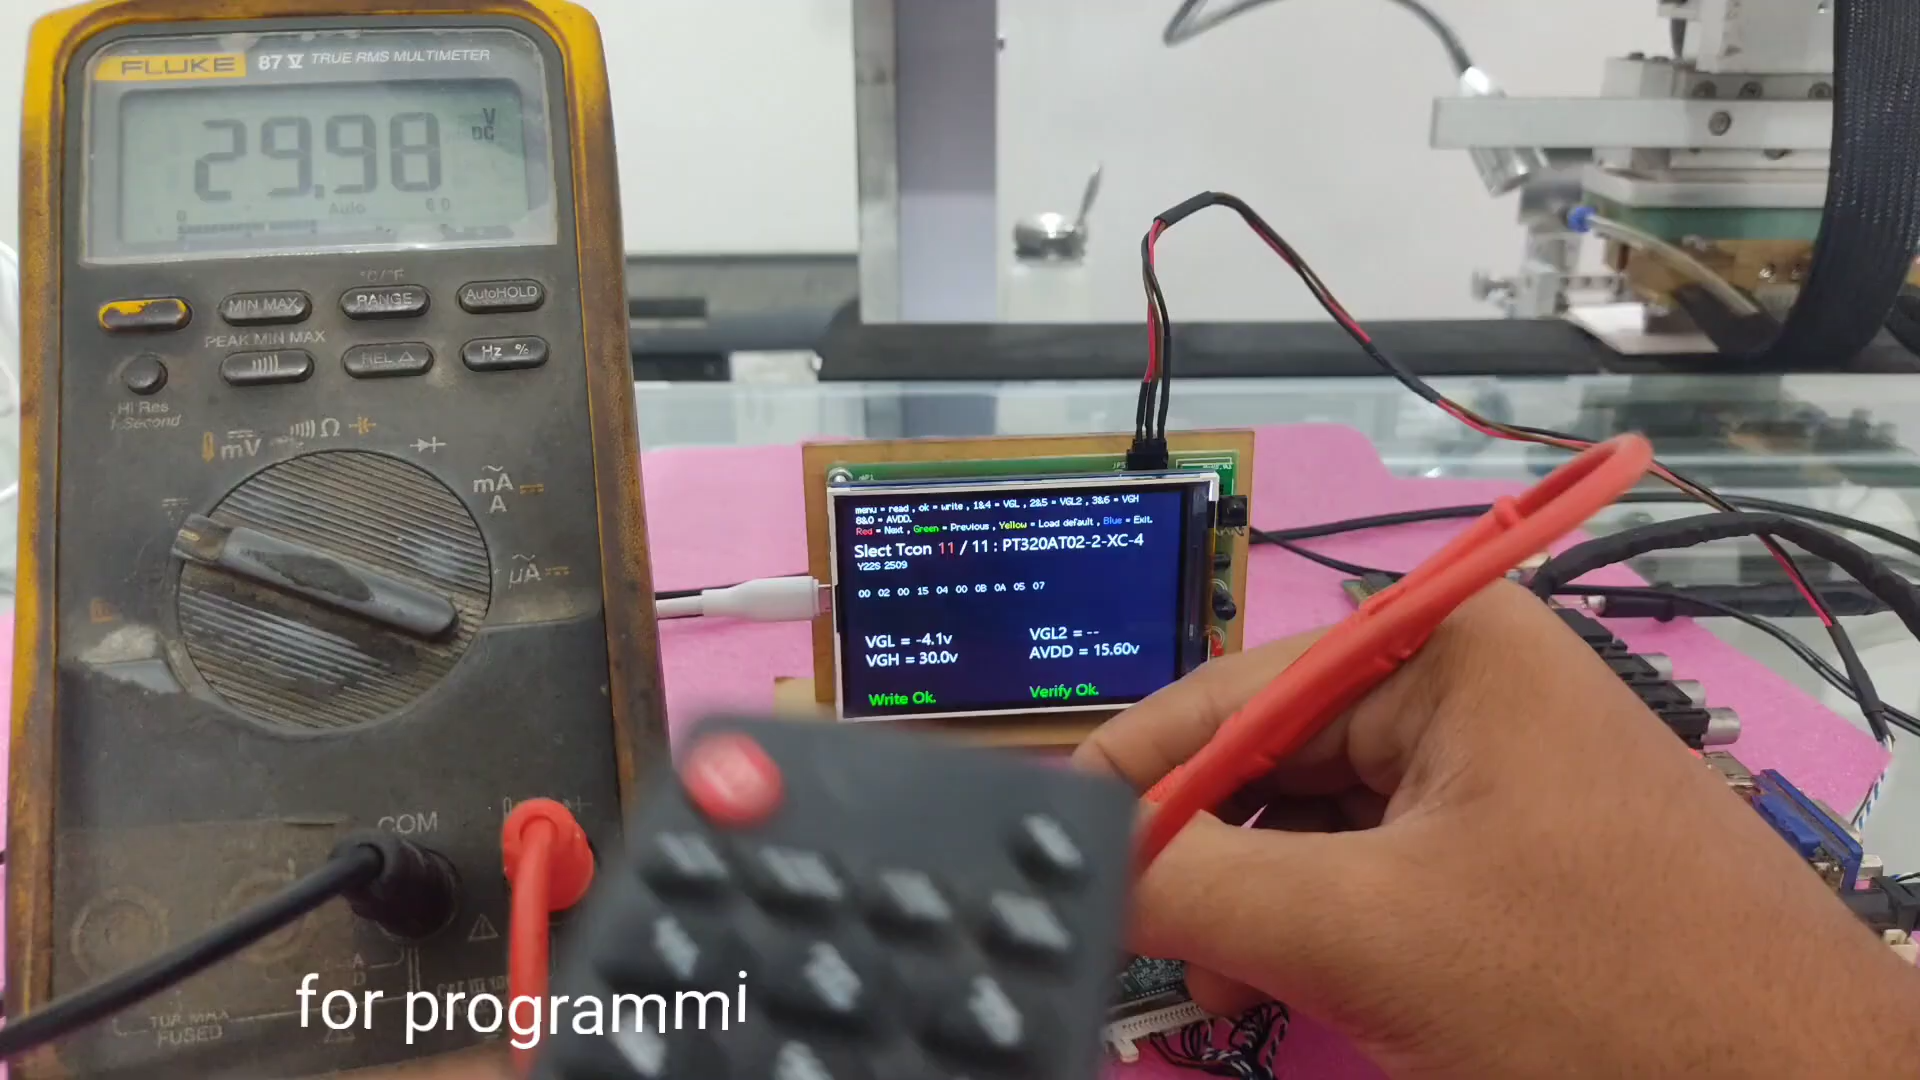 FLUKE 87 V TRUE RMS MULTIMETER
29.98 V DC
0 Auto 60
°C/°F
MIN MAX RANGE AutoHOLD
PEAK MIN MAX
REL △ Hz %
Hi Res
1 Second
mV Ω mA
A
µA
COM
FUSED
menu = read , ok = write , 1&4 = VGL , 2&5 = VGL2 , 3&6 = VGH
8&0 = AVDD.
Red = Next , Green = Previous , Yellow = Load default , Blue = Exit.
Slect Tcon 11 / 11 : PT320AT02-2-XC-4
Y22S 2509
00 02 00 15 04 00 0B 0A 05 07
VGL = -4.1v VGL2 = --
VGH = 30.0v AVDD = 15.60v
Write Ok. Verify Ok.
for programmi